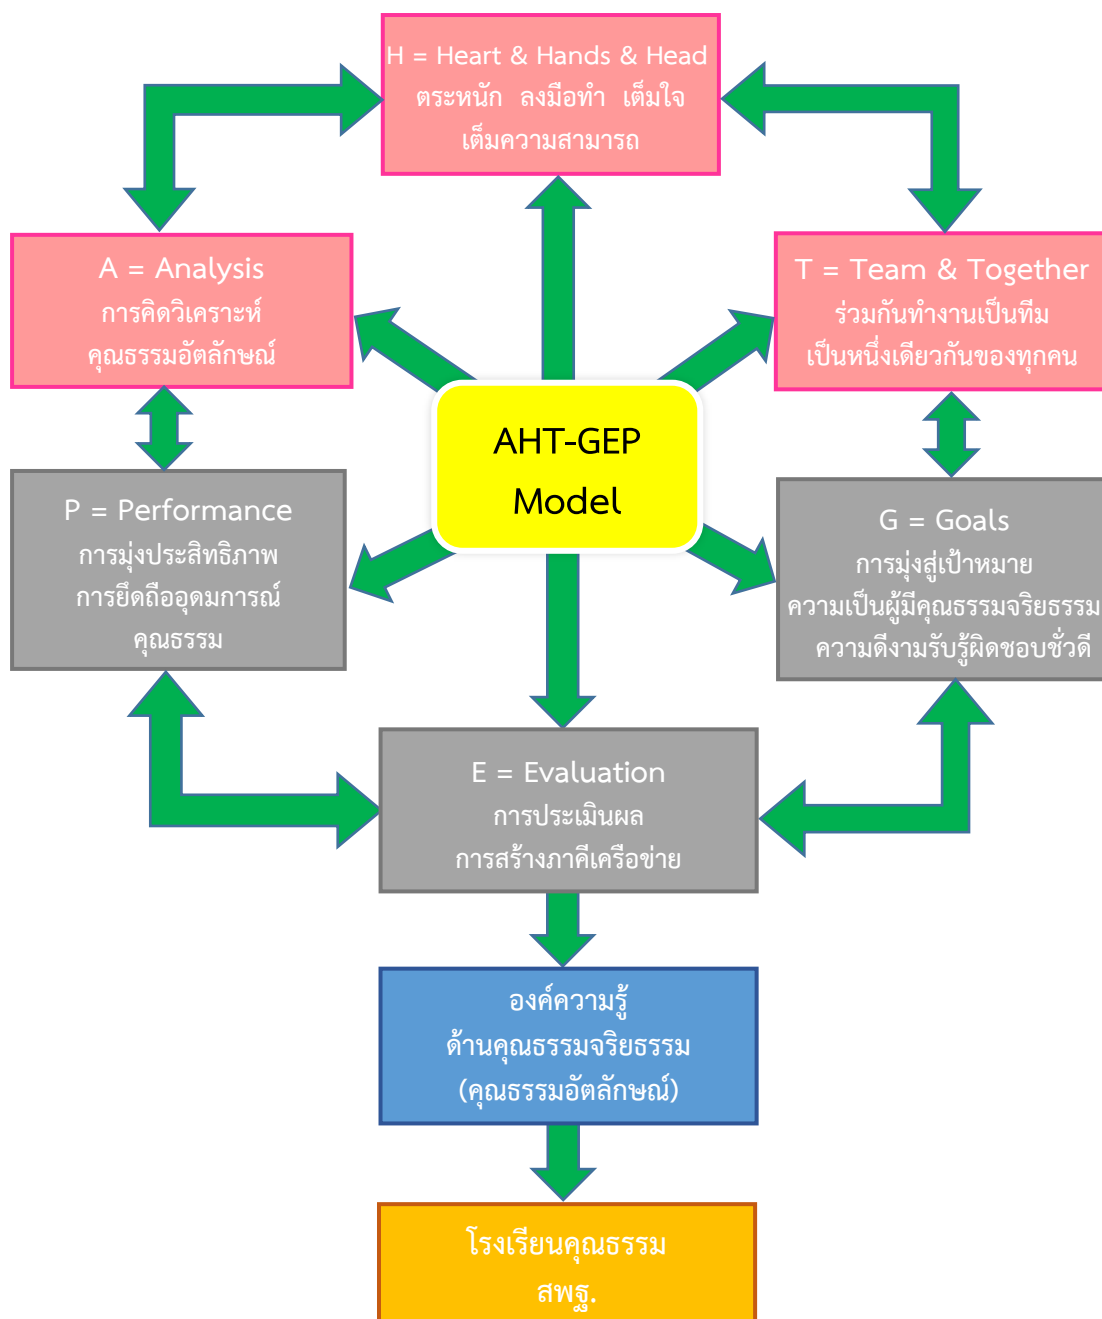 H = Heart & Hands & Head
ตระหนัก ลงมือทำ เต็มใจ
เต็มความสามารถ
A = Analysis
การคิดวิเคราะห์
คุณธรรมอัตลักษณ์
T = Team & Together
ร่วมกันทำงานเป็นทีม
เป็นหนึ่งเดียวกันของทุกคน
AHT-GEP
Model
P = Performance
การมุ่งประสิทธิภาพ
การยึดถืออุดมการณ์
คุณธรรม
G = Goals
การมุ่งสู่เป้าหมาย
ความเป็นผู้มีคุณธรรมจริยธรรม
ความดีงามรับรู้ผิดชอบชั่วดี
E = Evaluation
การประเมินผล
การสร้างภาคีเครือข่าย
องค์ความรู้
ด้านคุณธรรมจริยธรรม
(คุณธรรมอัตลักษณ์)
โรงเรียนคุณธรรม
สพฐ.